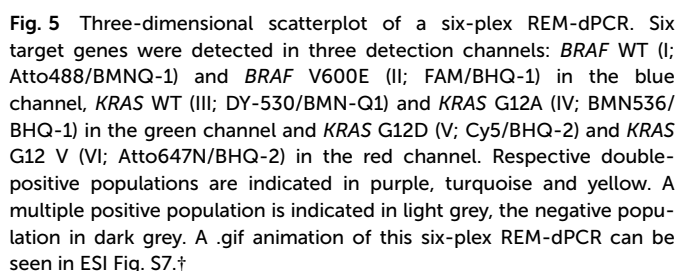 Fig. 5 Three-dimensional scatterplot of a six-plex REM-dPCR. Six
target genes were detected in three detection channels: BRAF WT (I;
Atto488/BMNQ-1) and BRAF V600E (II; FAM/BHQ-1) in the blue
channel, KRAS WT (III; DY-530/BMN-Q1) and KRAS G12A (IV; BMN536/
BHQ-1) in the green channel and KRAS G12D (V; Cy5/BHQ-2) and KRAS
G12 V (VI; Atto647N/BHQ-2) in the red channel. Respective double-
positive populations are indicated in purple, turquoise and yellow. A
multiple positive population is indicated in light grey, the negative popu-
lation in dark grey. A .gif animation of this six-plex REM-dPCR can be
seen in ESI Fig. S7.†